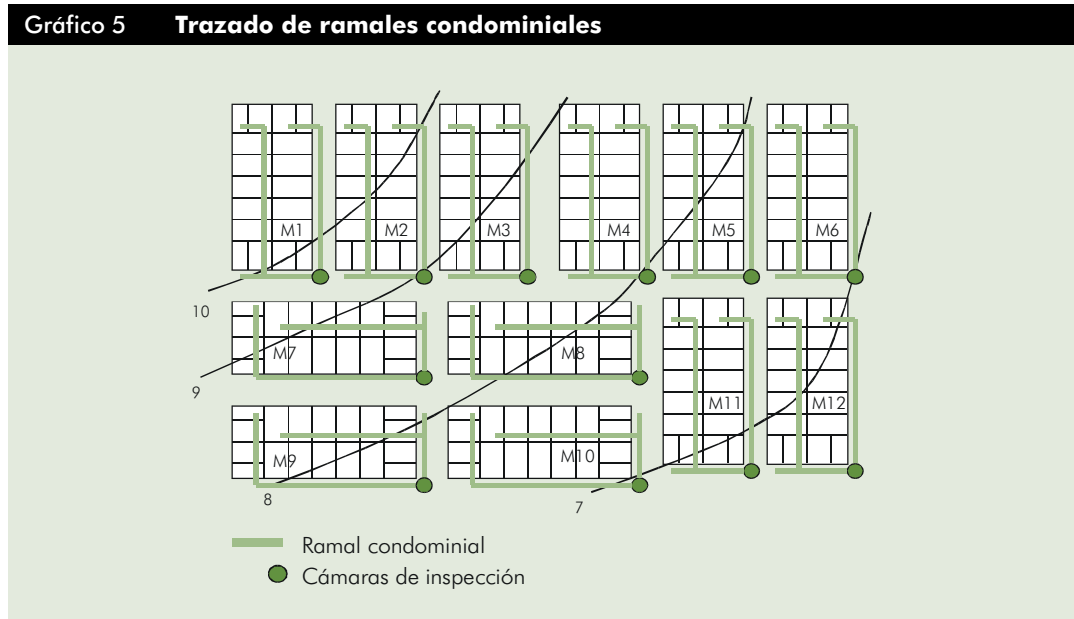 Gráfico 5 Trazado de ramales condominiales
M1 M2 M3 M4 M5 M6
10
M7 M8
9
M11 M12
M9 M10
8
7
Ramal condominial
Cámaras de inspección